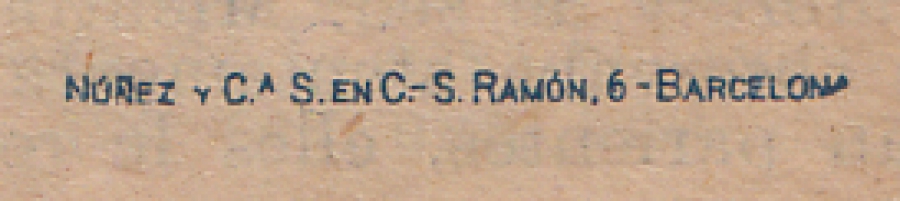 NÚÑEZ Y C.ᴬ S. EN C.-S. RAMÓN, 6-BARCELONA